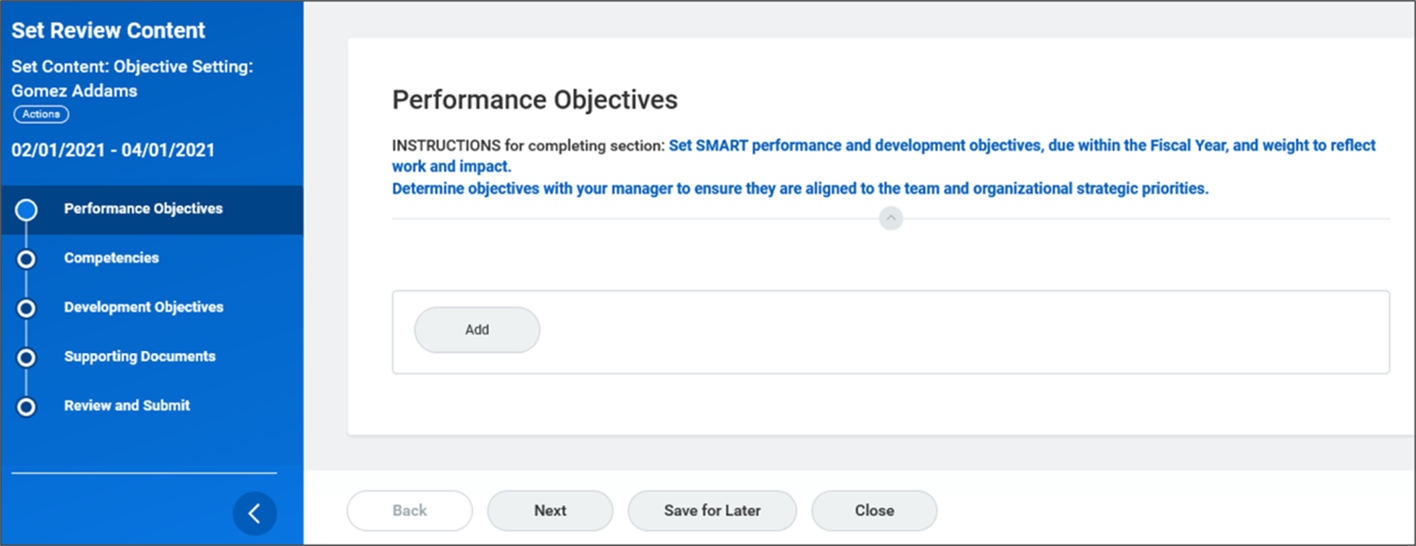 Set Review Content
Set Content: Objective Setting:
Gomez Addams
Actions
02/01/2021 - 04/01/2021
Performance Objectives
Competencies
Development Objectives
Supporting Documents
Review and Submit
Performance Objectives
INSTRUCTIONS for completing section: Set SMART performance and development objectives, due within the Fiscal Year, and weight to reflect
work and impact.
Determine objectives with your manager to ensure they are aligned to the team and organizational strategic priorities.
Add
Back Next Save for Later Close